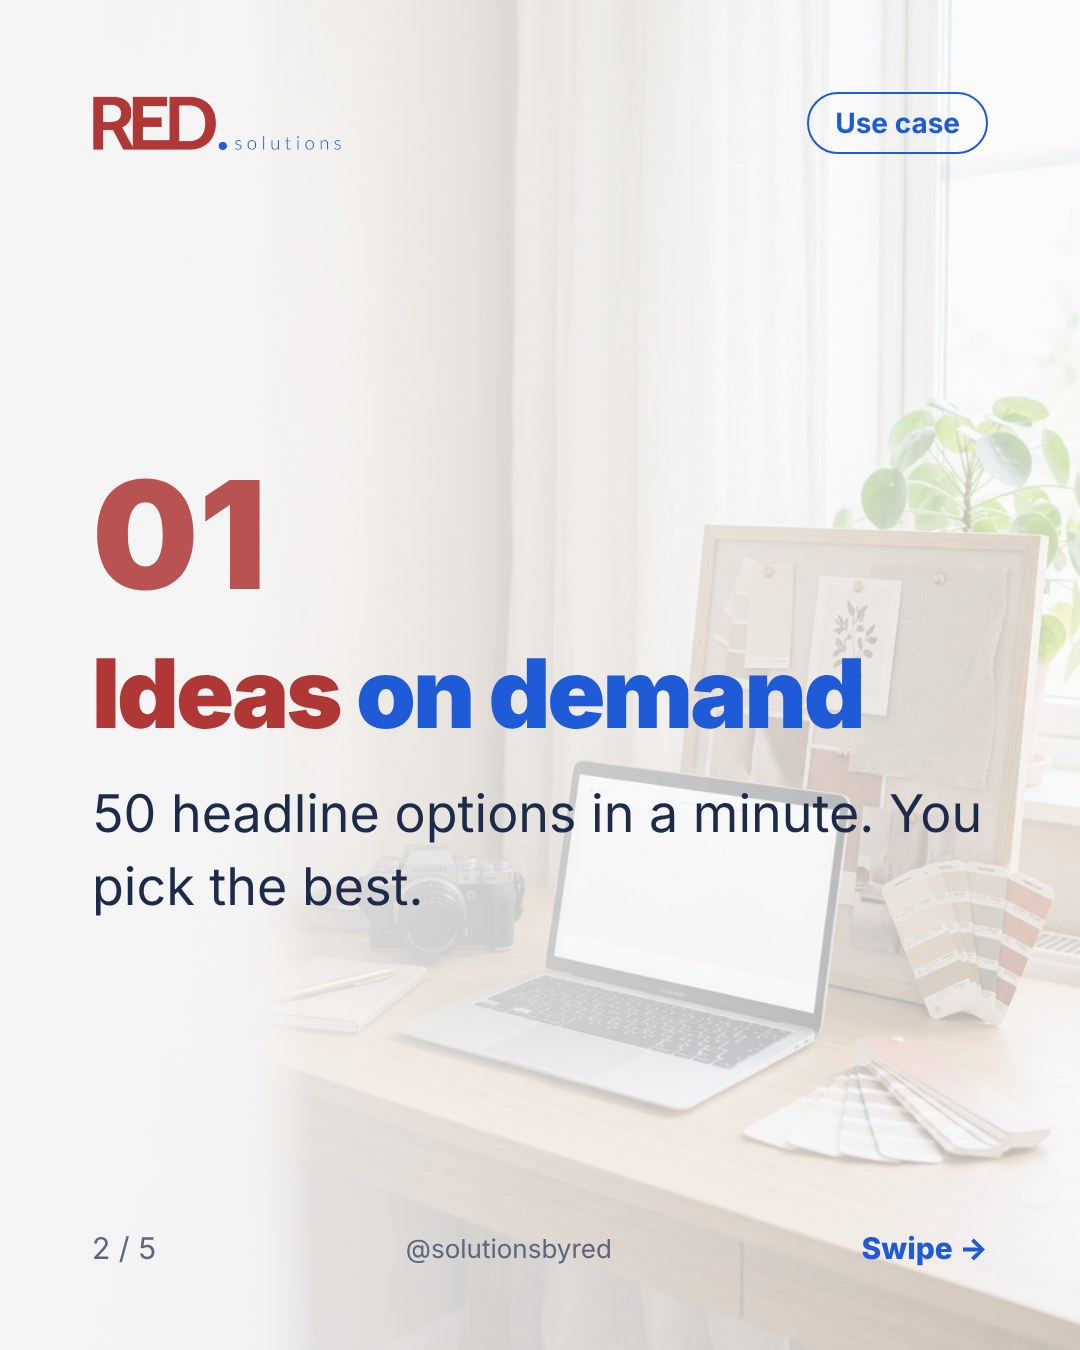 RED.solutions
Use case
01
Ideas on demand
50 headline options in a minute. You
pick the best.
2 / 5
@solutionsbyred
Swipe →